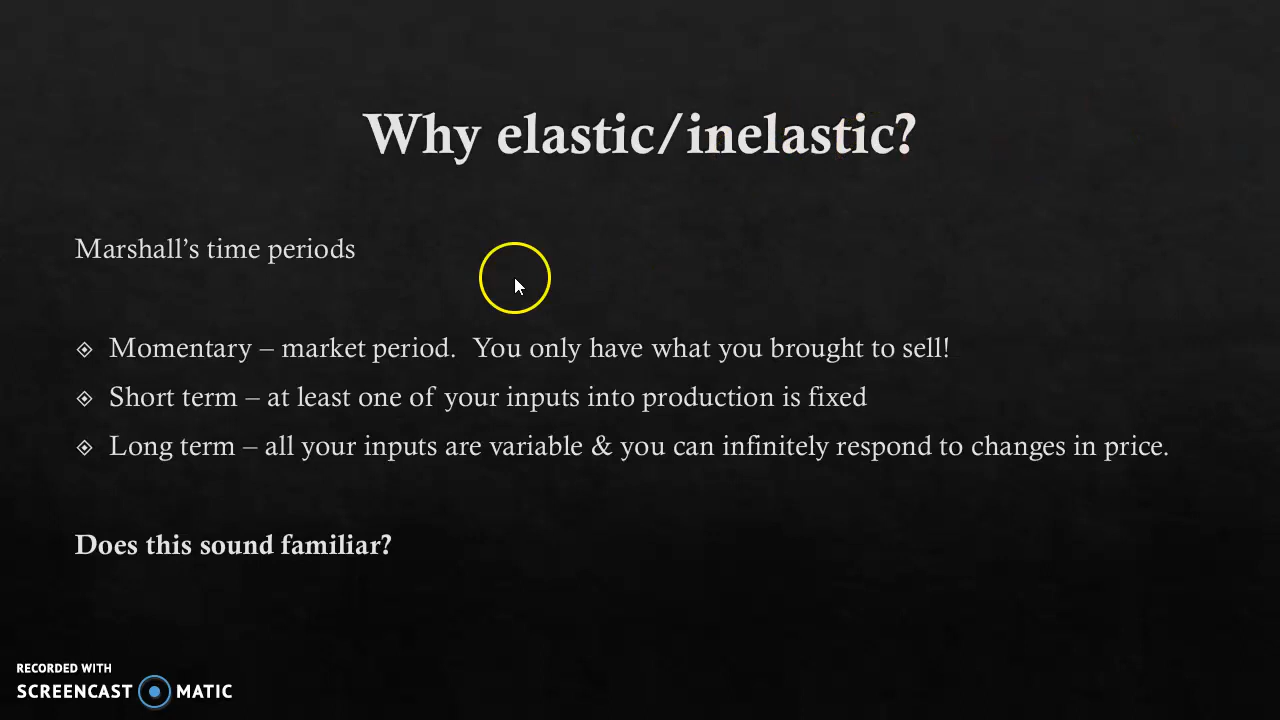 Why elastic/inelastic?
Marshall’s time periods
Momentary – market period.  You only have what you brought to sell!
Short term – at least one of your inputs into production is fixed
Long term – all your inputs are variable & you can infinitely respond to changes in price.
Does this sound familiar?
RECORDED WITH
SCREENCAST MATIC